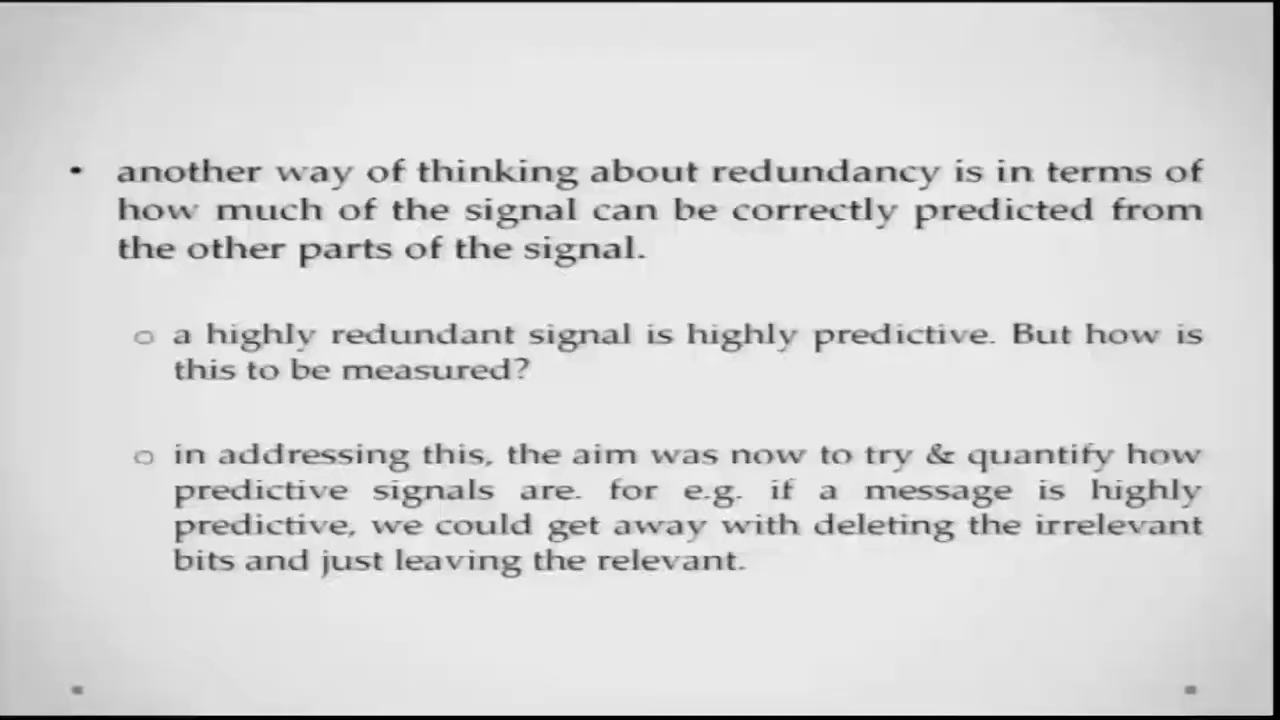 • another way of thinking about redundancy is in terms of
how much of the signal can be correctly predicted from
the other parts of the signal.
o a highly redundant signal is highly predictive. But how is
this to be measured?
o in addressing this, the aim was now to try & quantify how
predictive signals are. for e.g. if a message is highly
predictive, we could get away with deleting the irrelevant
bits and just leaving the relevant.